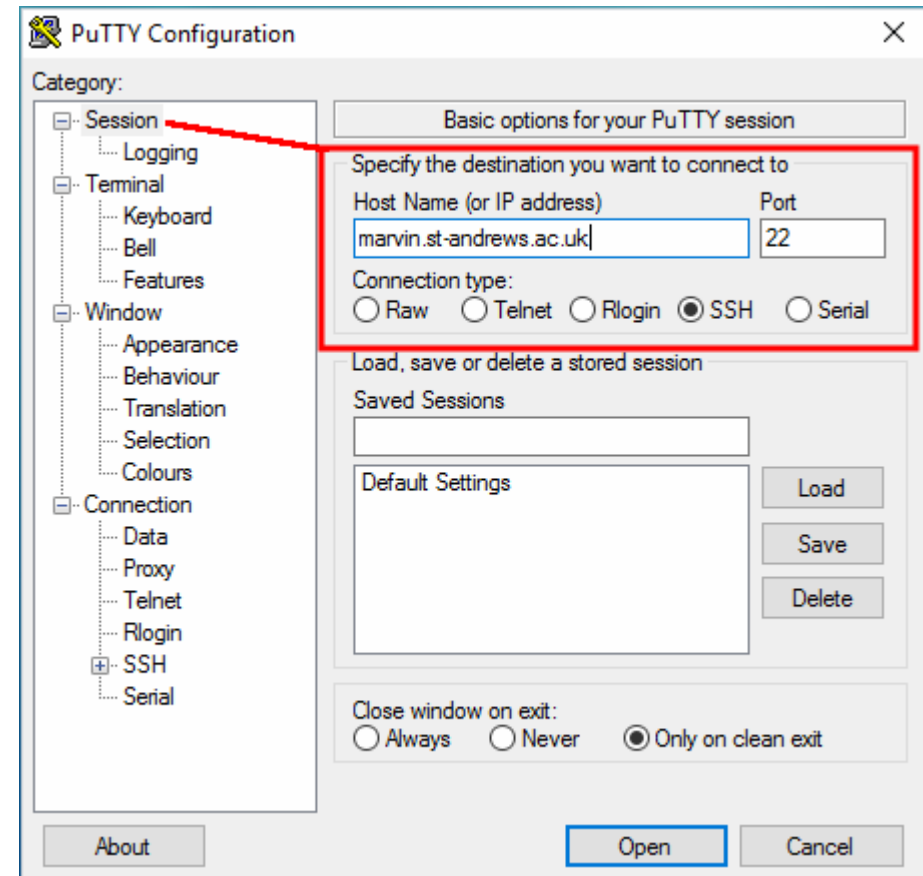 PuTTY Configuration
Category:
Session
Logging
Terminal
Keyboard
Bell
Features
Window
Appearance
Behaviour
Translation
Selection
Colours
Connection
Data
Proxy
Telnet
Rlogin
SSH
Serial
Basic options for your PuTTY session
Specify the destination you want to connect to
Host Name (or IP address) Port
marvin.st-andrews.ac.uk 22
Connection type:
Raw Telnet Rlogin SSH Serial
Load, save or delete a stored session
Saved Sessions
Default Settings
Load
Save
Delete
Close window on exit:
Always Never Only on clean exit
About Open Cancel